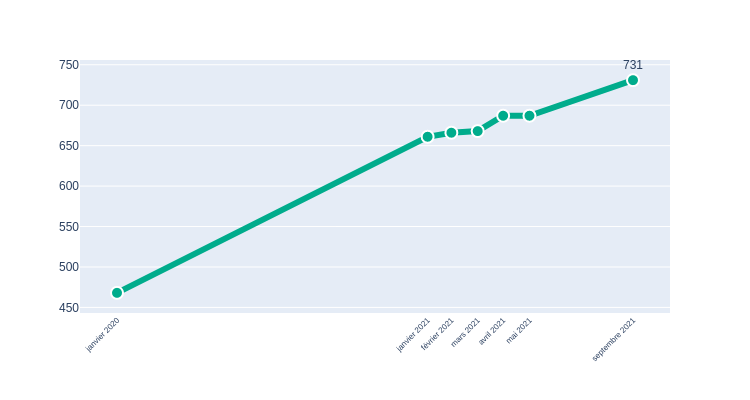 750
731
700
650
600
550
500
450
janvier 2020
janvier 2021
février 2021
mars 2021
avril 2021
mai 2021
septembre 2021